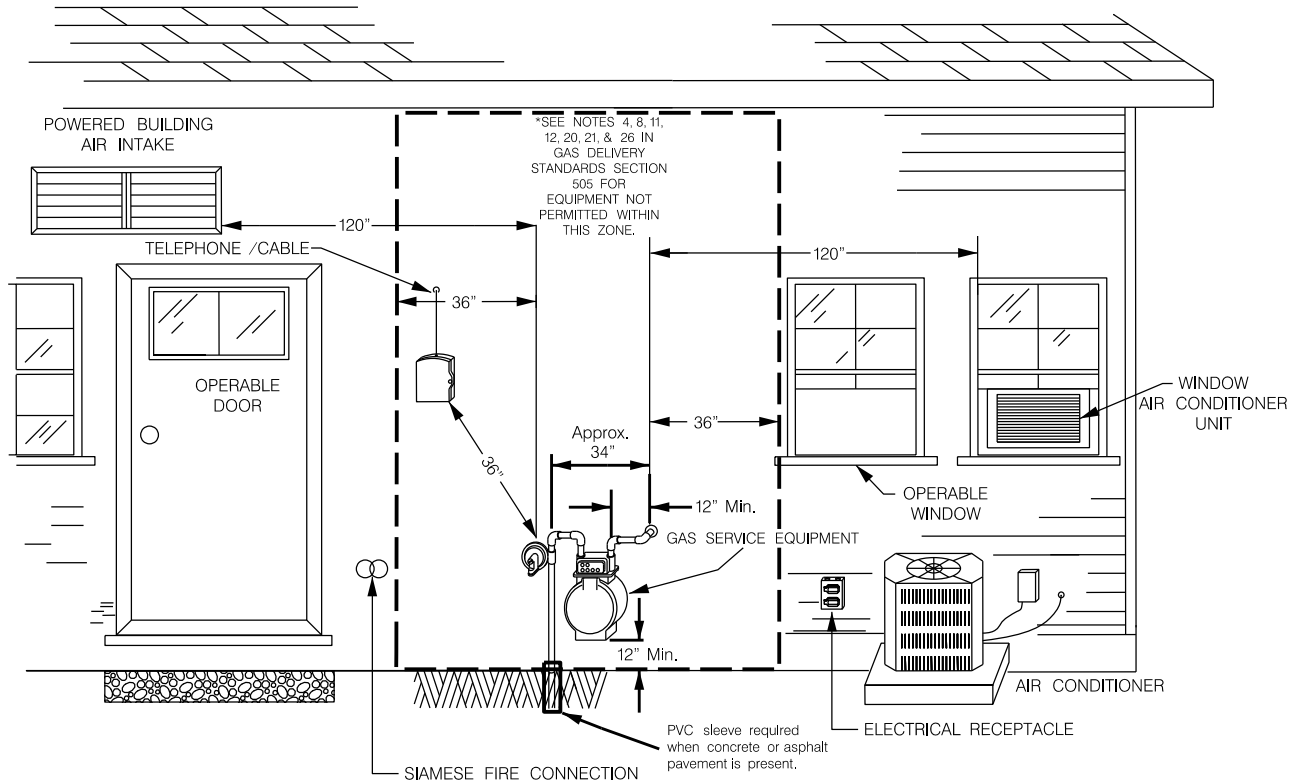 POWERED BUILDING
AIR INTAKE
*SEE NOTES 4, 8, 11,
12, 20, 21, & 26 IN
GAS DELIVERY
STANDARDS SECTION
505 FOR
EQUIPMENT NOT
PERMITTED WITHIN
THIS ZONE.
120"
TELEPHONE /CABLE
120"
36"
OPERABLE
DOOR
WINDOW
AIR CONDITIONER
UNIT
36"
Approx.
34"
36"
12" Min.
OPERABLE
WINDOW
GAS SERVICE EQUIPMENT
12" Min.
AIR CONDITIONER
PVC sleeve required
when concrete or asphalt
pavement is present.
ELECTRICAL RECEPTACLE
SIAMESE FIRE CONNECTION